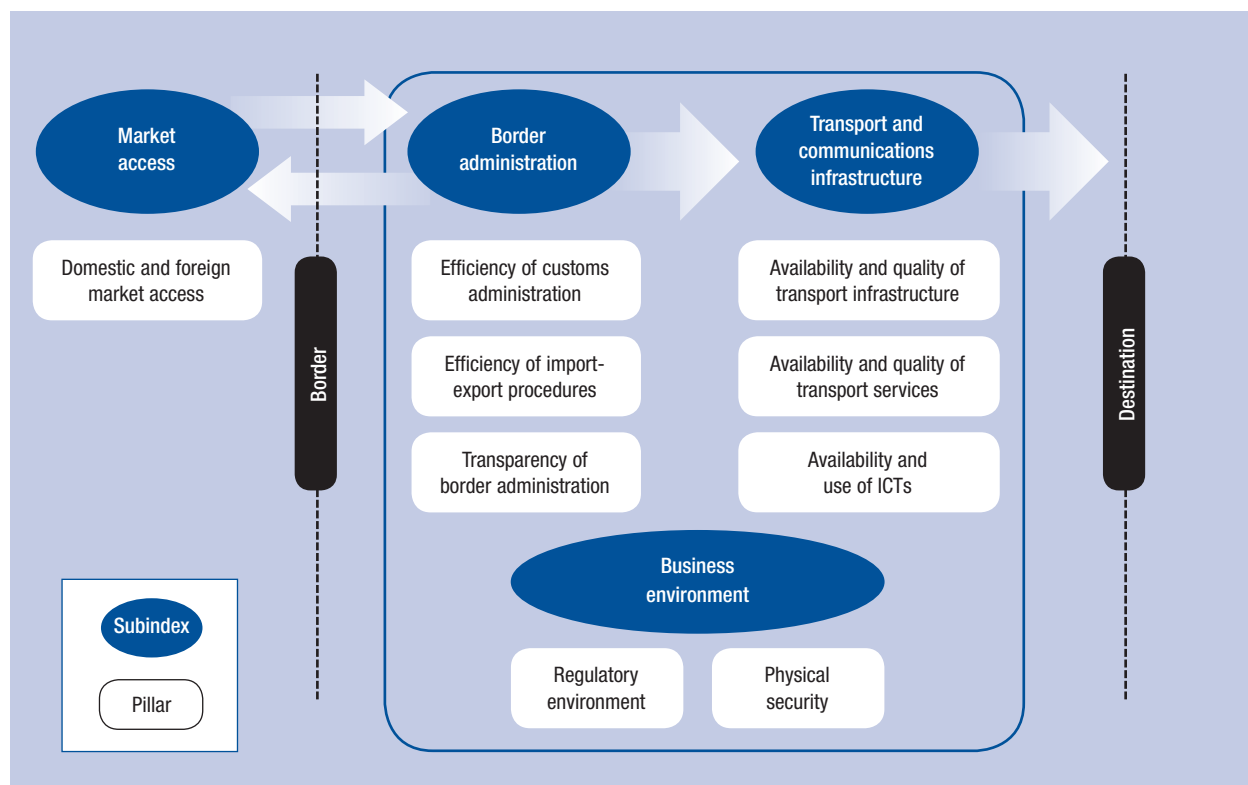 Market
access
Border
administration
Transport and
communications
infrastructure
Domestic and foreign
market access
Border
Efficiency of customs
administration
Efficiency of import-
export procedures
Transparency of
border administration
Availability and quality of
transport infrastructure
Availability and quality of
transport services
Availability and
use of ICTs
Destination
Business
environment
Regulatory
environment
Physical
security
Subindex
Pillar